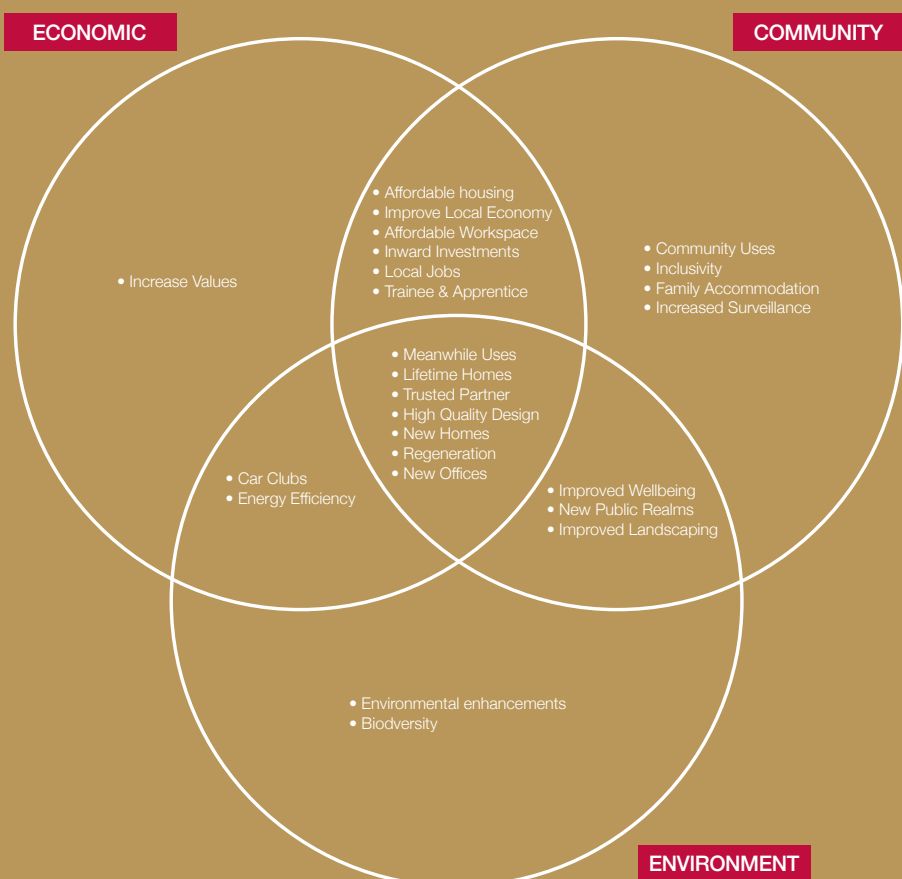 ECONOMIC
COMMUNITY
• Affordable housing
• Improve Local Economy
• Affordable Workspace
• Inward Investments
• Local Jobs
• Trainee & Apprentice
• Increase Values
• Community Uses
• Inclusivity
• Family Accommodation
• Increased Surveillance
• Meanwhile Uses
• Lifetime Homes
• Trusted Partner
• High Quality Design
• New Homes
• Regeneration
• New Offices
• Car Clubs
• Energy Efficiency
• Improved Wellbeing
• New Public Realms
• Improved Landscaping
• Environmental enhancements
• Biodversity
ENVIRONMENT